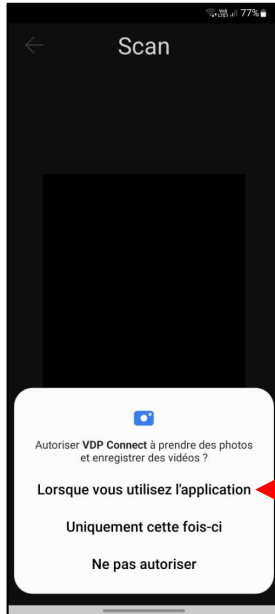 77%
Scan
Autoriser VDP Connect à prendre des photos
et enregistrer des vidéos ?
Lorsque vous utilisez l'application
Uniquement cette fois-ci
Ne pas autoriser